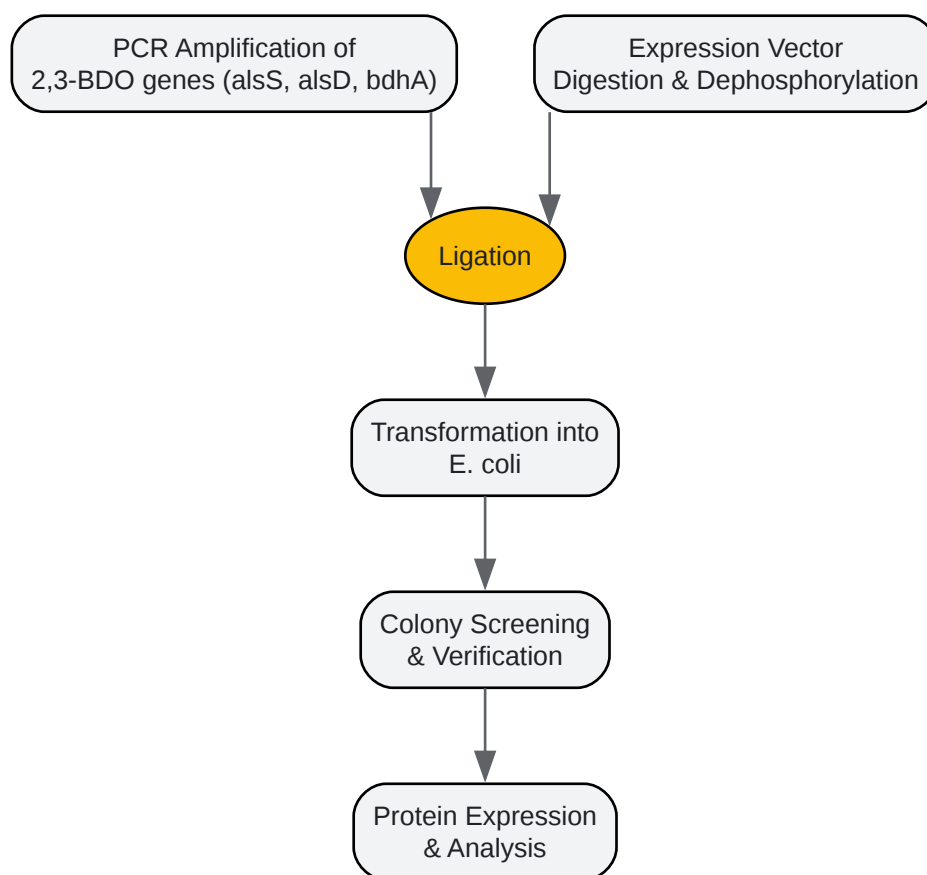 PCR Amplification of
2,3-BDO genes (alsS, alsD, bdhA)
Expression Vector
Digestion & Dephosphorylation
Ligation
Transformation into
E. coli
Colony Screening
& Verification
Protein Expression
& Analysis